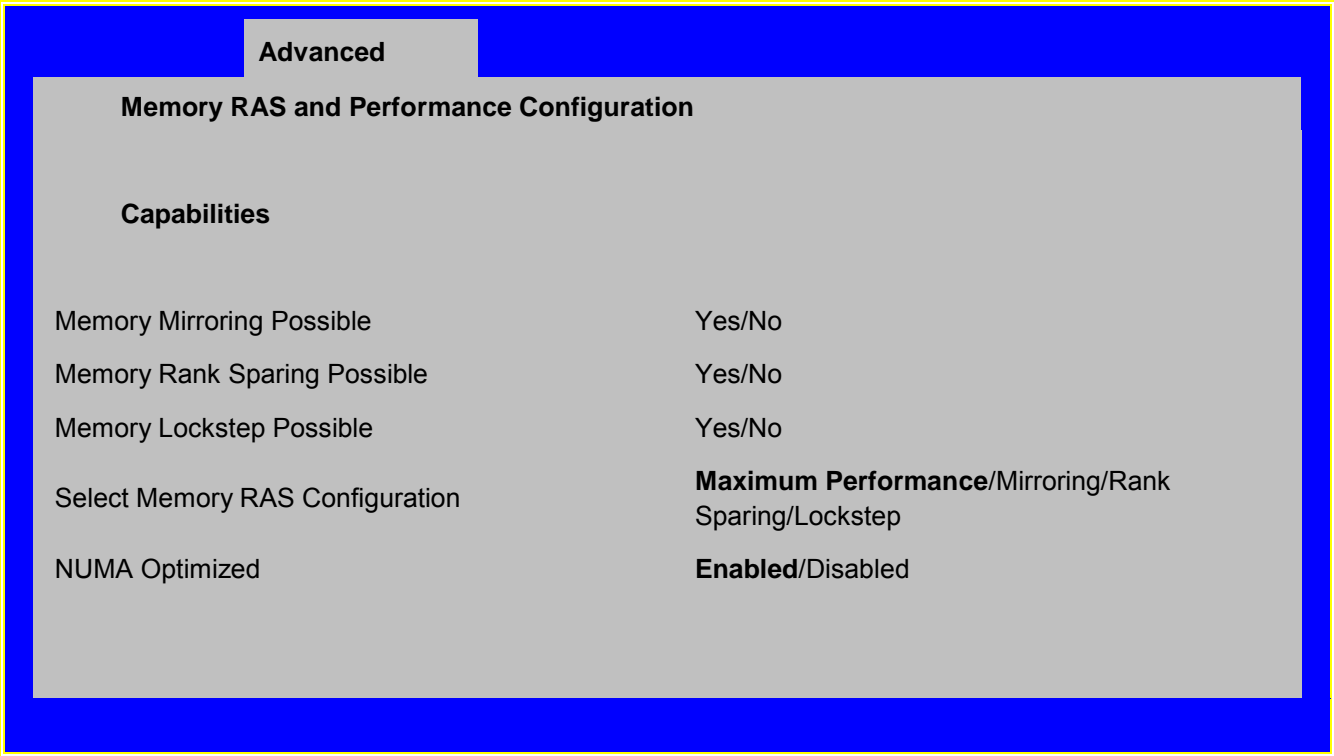 Advanced
Memory RAS and Performance Configuration
Capabilities
Memory Mirroring Possible Yes/No
Memory Rank Sparing Possible Yes/No
Memory Lockstep Possible Yes/No
Select Memory RAS Configuration Maximum Performance/Mirroring/Rank
Sparing/Lockstep
NUMA Optimized Enabled/Disabled